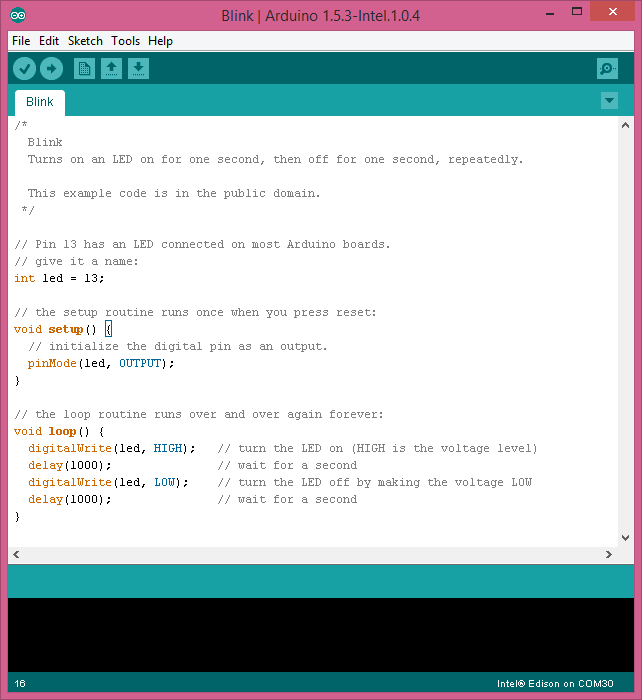 Blink | Arduino 1.5.3-Intel.1.0.4
File Edit Sketch Tools Help
Blink
/*
  Blink
  Turns on an LED on for one second, then off for one second, repeatedly.

  This example code is in the public domain.
 */

// Pin 13 has an LED connected on most Arduino boards.
// give it a name:
int led = 13;

// the setup routine runs once when you press reset:
void setup() {
  // initialize the digital pin as an output.
  pinMode(led, OUTPUT);
}

// the loop routine runs over and over again forever:
void loop() {
  digitalWrite(led, HIGH);   // turn the LED on (HIGH is the voltage level)
  delay(1000);               // wait for a second
  digitalWrite(led, LOW);    // turn the LED off by making the voltage LOW
  delay(1000);               // wait for a second
}
16 Intel® Edison on COM30